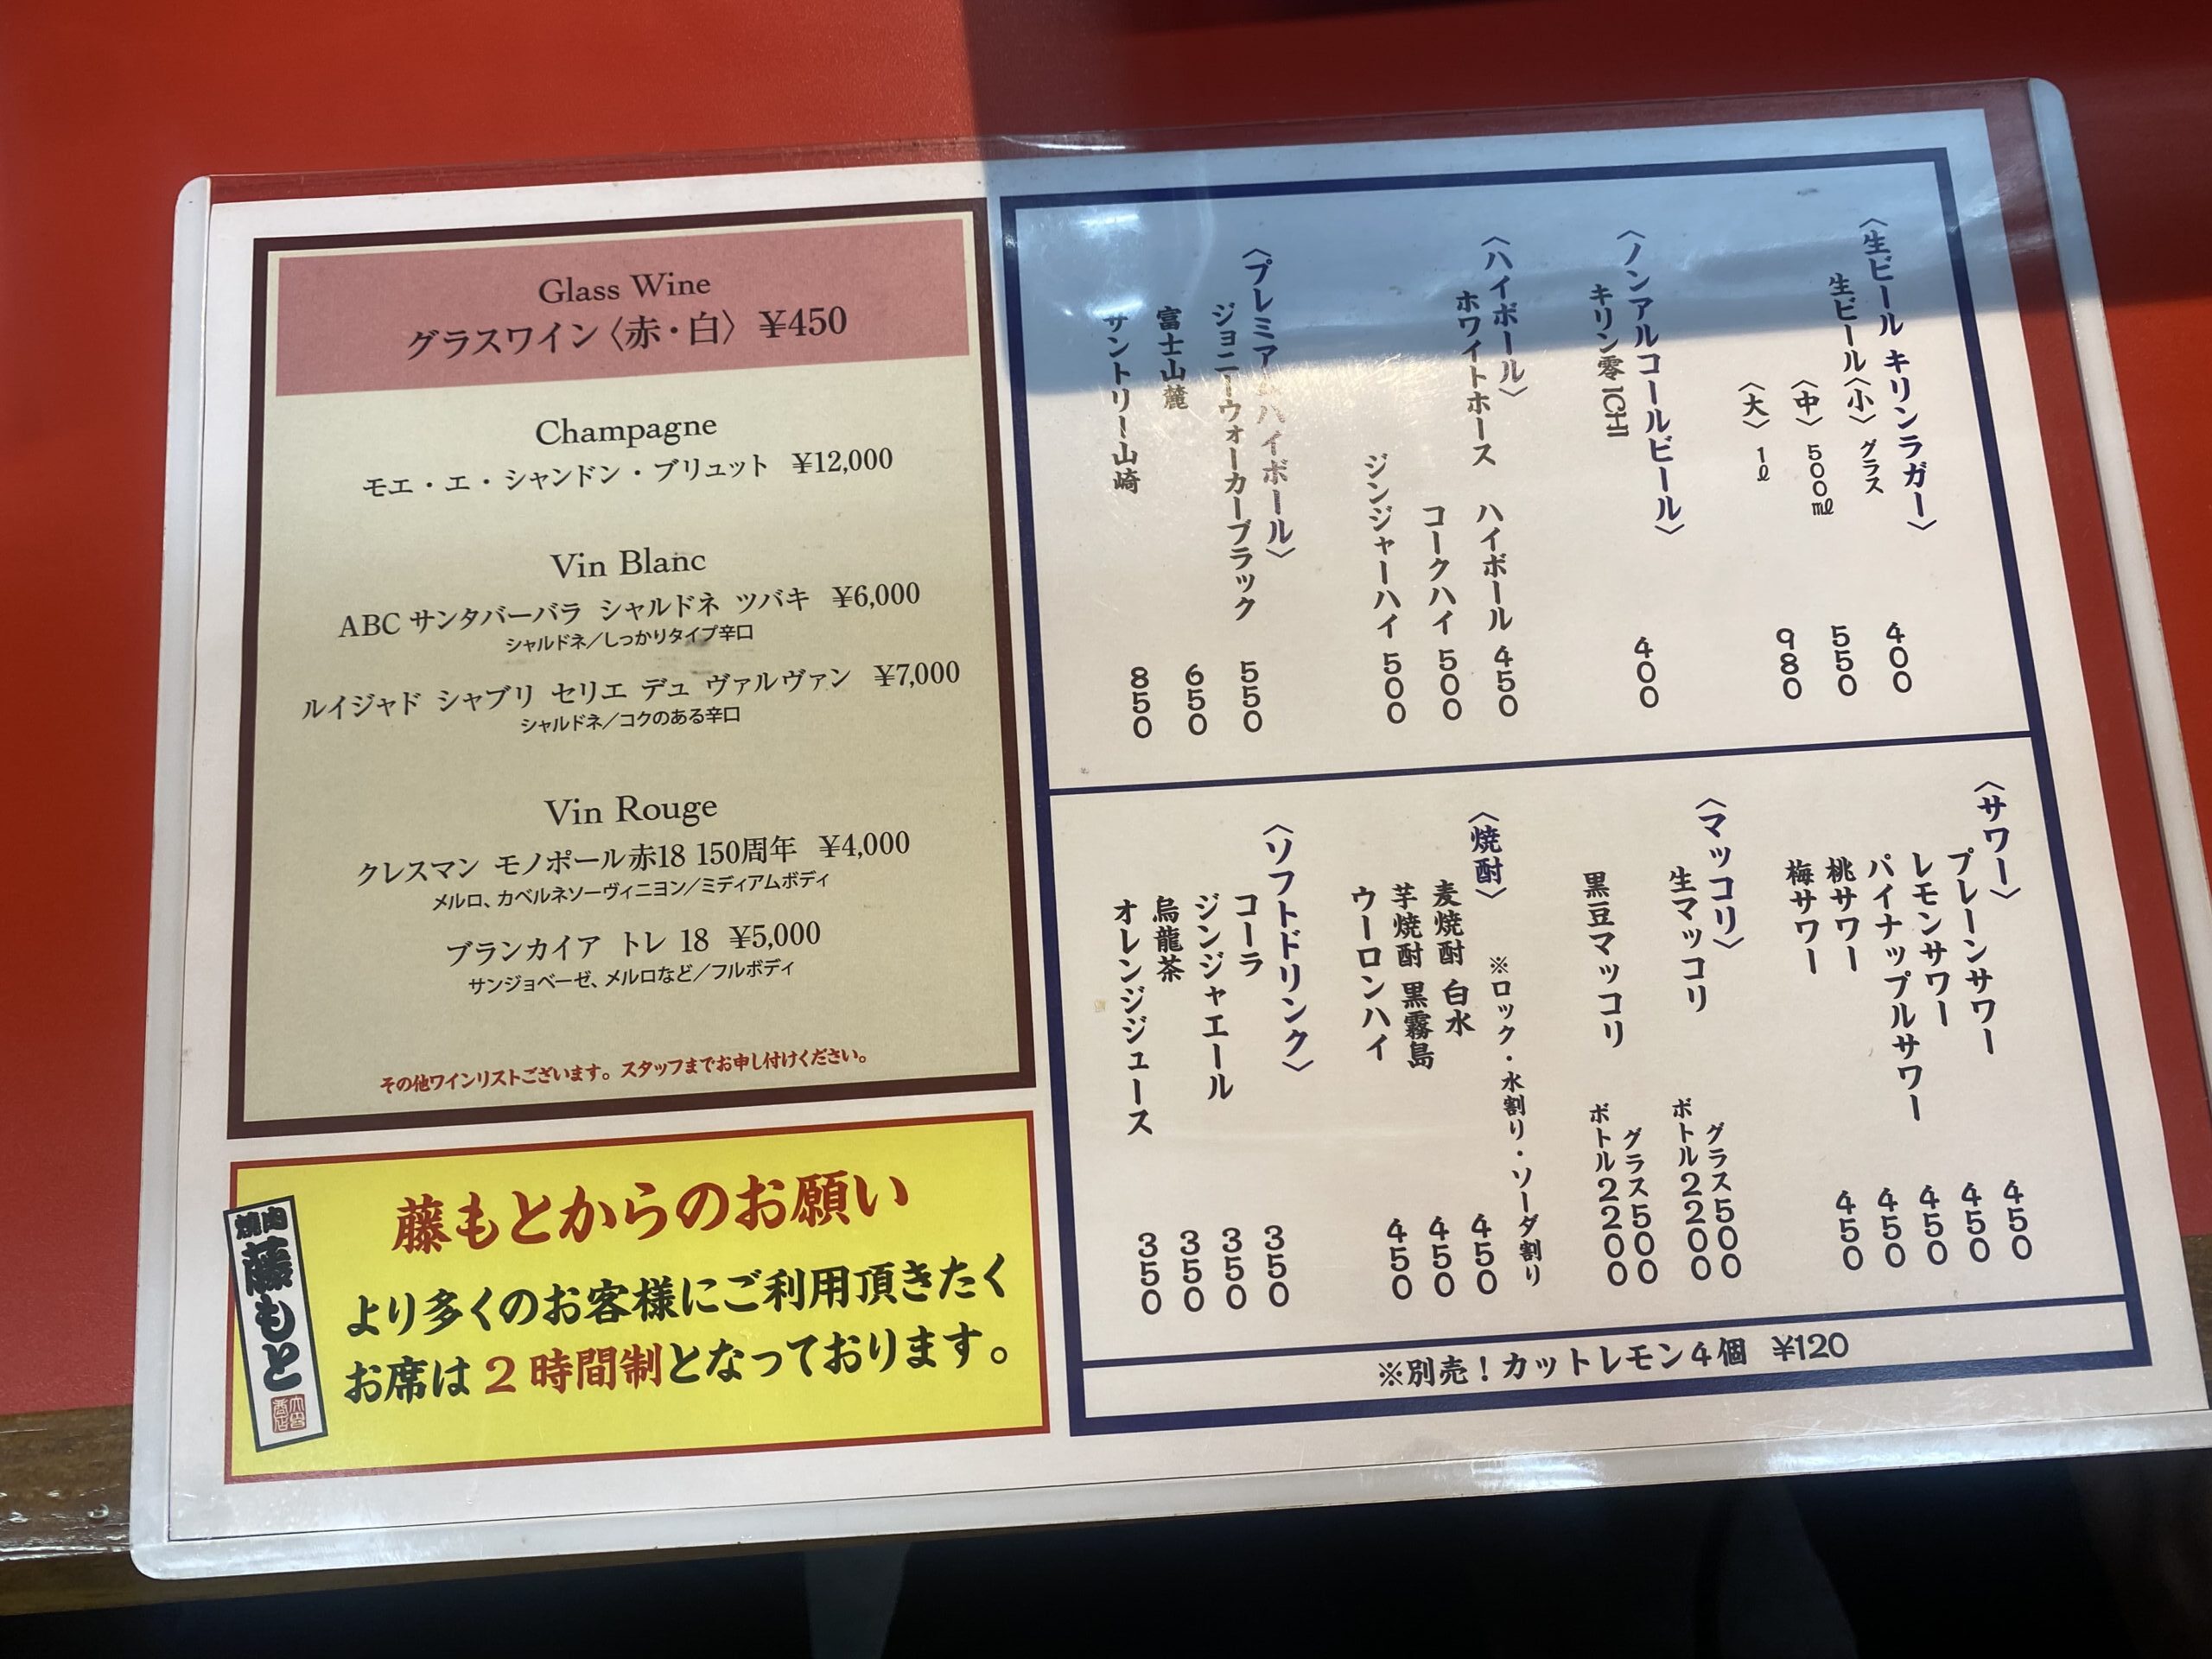 Glass Wine
グラスワイン〈赤・白〉 ¥450
Champagne
モエ・エ・シャンドン・ブリュット ¥12,000
Vin Blanc
ABC サンタバーバラ シャルドネ ツバキ ¥6,000
シャルドネ／しっかりタイプ辛口
ルイジャド シャブリ セリエ デュ ヴァルヴァン ¥7,000
シャルドネ／コクのある辛口
Vin Rouge
クレスマン モノポール赤18 150周年 ¥4,000
メルロ、カベルネソーヴィニヨン／ミディアムボディ
ブランカイア トレ 18 ¥5,000
サンジョベーゼ、メルロなど／フルボディ
その他ワインリストございます。スタッフまでお申し付けください。
焼肉 藤もと
藤もとからのお願い
より多くのお客様にご利用頂きたく
お席は２時間制となっております。
〈生ビール キリンラガー〉
生ビール〈小〉グラス 400
〈中〉500㎖ 550
〈大〉1ℓ 980
〈ノンアルコールビール〉
キリン零ICHI 400
〈ハイボール〉
ホワイトホース ハイボール 450
コークハイ 500
ジンジャーハイ 500
〈プレミアムハイボール〉
ジョニーウォーカーブラック 550
富士山麓 650
サントリー山崎 850
〈サワー〉
プレーンサワー 450
レモンサワー 450
パイナップルサワー 450
桃サワー 450
梅サワー 450
〈マッコリ〉
生マッコリ グラス500
ボトル2200
黒豆マッコリ グラス500
ボトル2200
〈焼酎〉 ※ロック・水割り・ソーダ割り
麦焼酎 白水 450
芋焼酎 黒霧島 450
ウーロンハイ 450
〈ソフトドリンク〉
コーラ 350
ジンジャエール 350
烏龍茶 350
オレンジジュース 350
※別売！カットレモン4個 ¥120